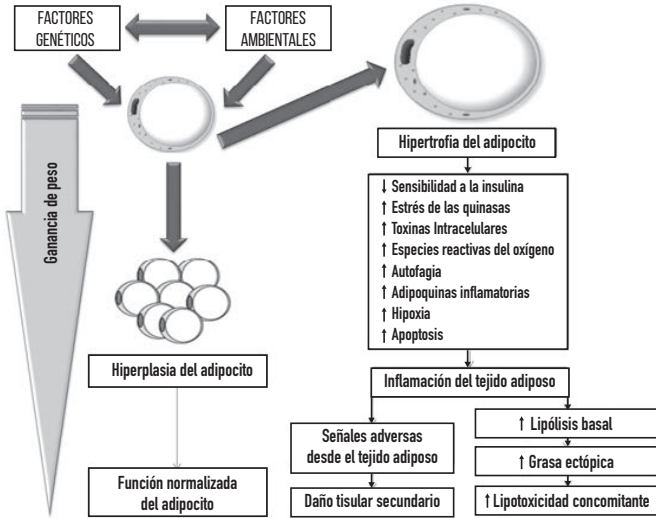 FACTORES
GENÉTICOS
FACTORES
AMBIENTALES
Ganancia de peso
Hipertrofia del adipocito
↓ Sensibilidad a la insulina
↑ Estrés de las quinasas
↑ Toxinas Intracelulares
↑ Especies reactivas del oxígeno
↑ Autofagia
↑ Adipoquinas inflamatorias
↑ Hipoxia
↑ Apoptosis
Hiperplasia del adipocito
Inflamación del tejido adiposo
Señales adversas
desde el tejido adiposo
↑ Lipólisis basal
↑ Grasa ectópica
Función normalizada
del adipocito
Daño tisular secundario
↑ Lipotoxicidad concomitante